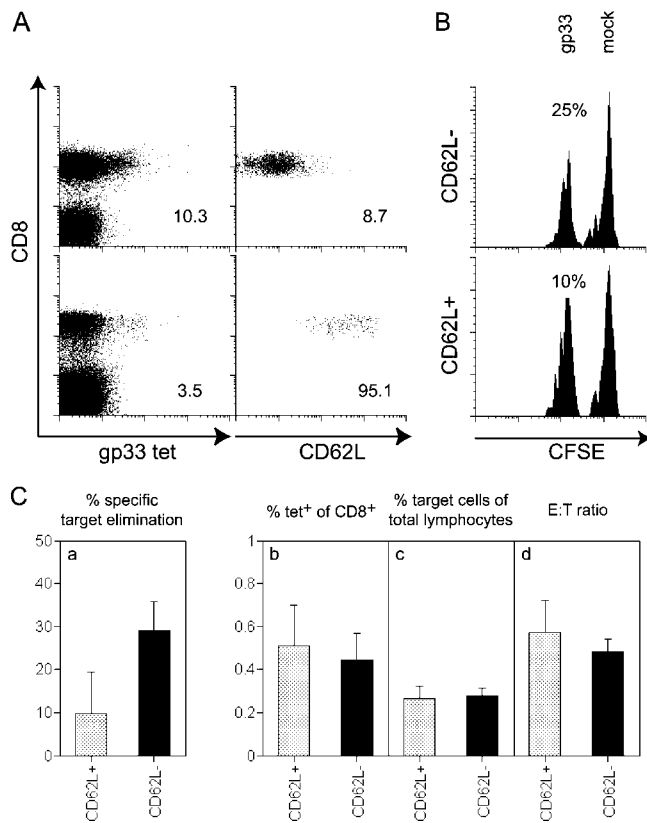 A
CD8
10.3
8.7
3.5
95.1
gp33 tet
CD62L
B
gp33
mock
25%
CD62L-
10%
CD62L+
CFSE
C
% specific
target elimination
a
50
40
30
20
10
0
CD62L+
CD62L-
% tet⁺ of CD8⁺
% target cells of
total lymphocytes
E:T ratio
b
c
d
1
0.8
0.6
0.4
0.2
0
CD62L+
CD62L-
CD62L+
CD62L-
CD62L+
CD62L-